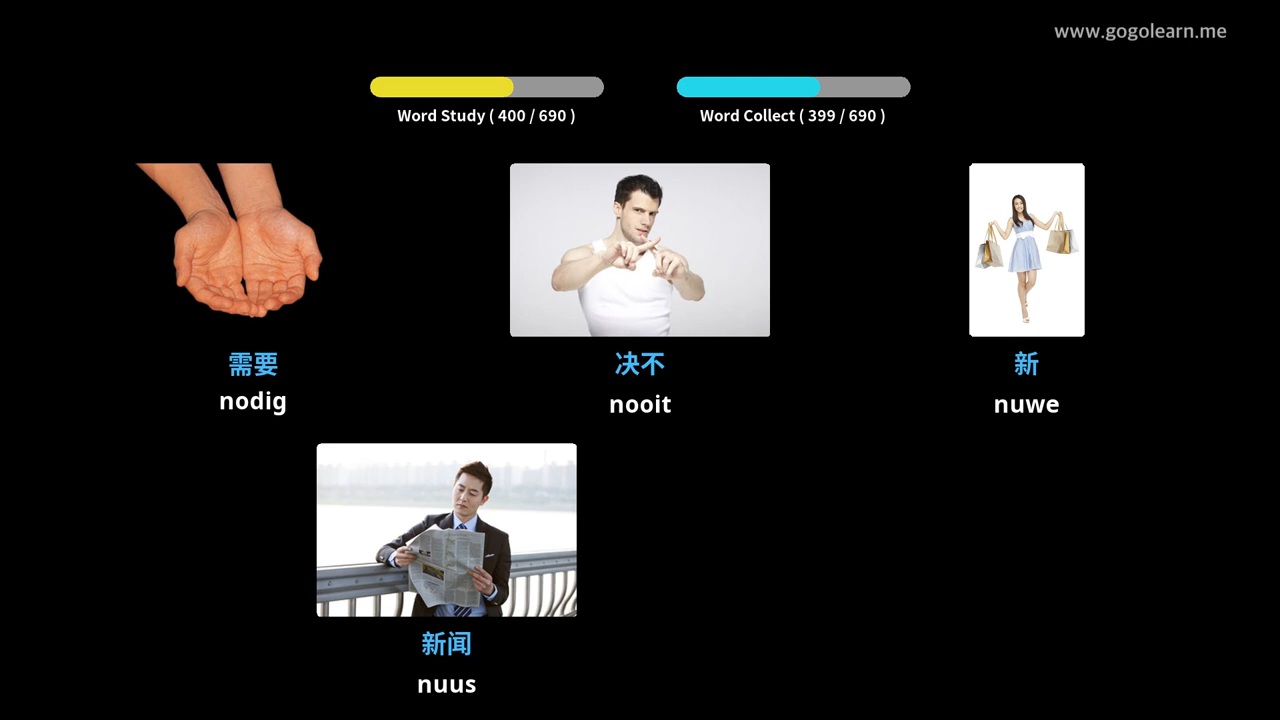 www.gogolearn.me
Word Study ( 400 / 690 )
Word Collect ( 399 / 690 )
需要
nodig
决不
nooit
新
nuwe
新闻
nuus